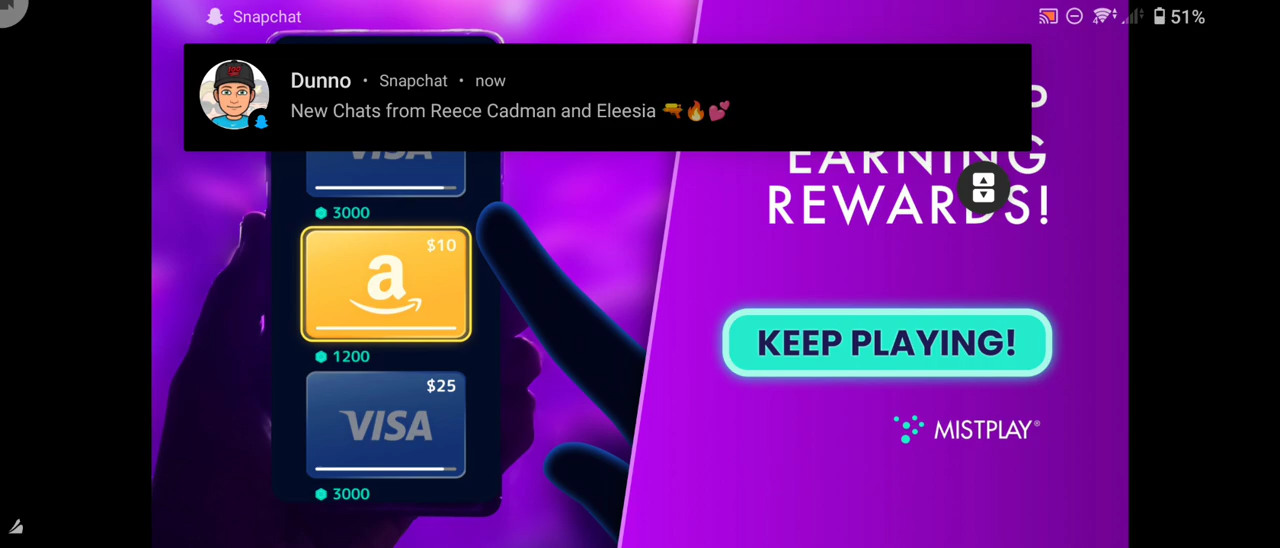 Snapchat
51%
Dunno • Snapchat • now
New Chats from Reece Cadman and Eleesia 🔫🔥💕
VISA
3000
$10
a
1200
$25
VISA
3000
EARNING
REWARDS!
KEEP PLAYING!
MISTPLAY®